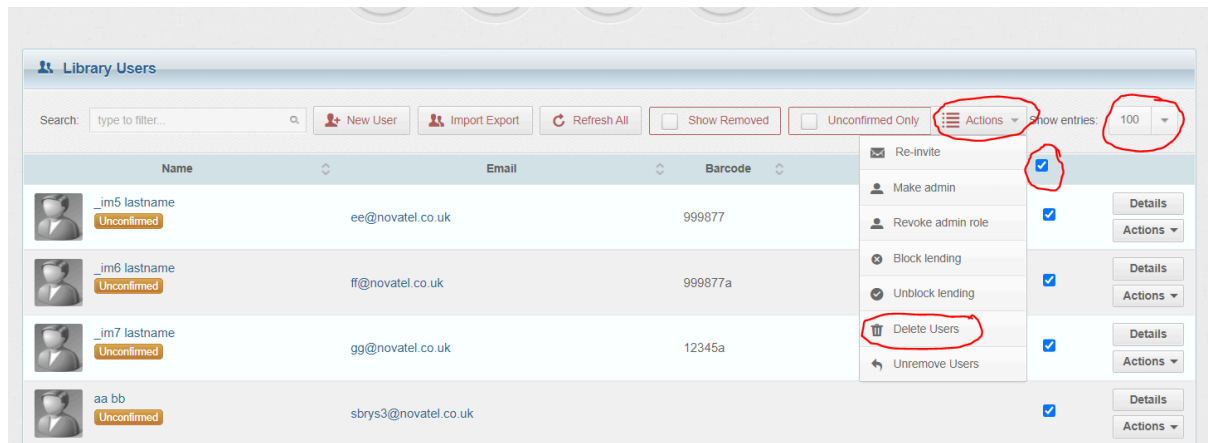 Library Users
Search: type to filter... New User Import Export Refresh All Show Removed Unconfirmed Only Actions Show entries: 100
Name Email Barcode
Re-invite
Make admin
Revoke admin role
Block lending
Unblock lending
Delete Users
Unremove Users
_im5 lastname
Unconfirmed
ee@novatel.co.uk
999877
Details
Actions
_im6 lastname
Unconfirmed
ff@novatel.co.uk
999877a
Details
Actions
_im7 lastname
Unconfirmed
gg@novatel.co.uk
12345a
Details
Actions
aa bb
Unconfirmed
sbrys3@novatel.co.uk
Details
Actions